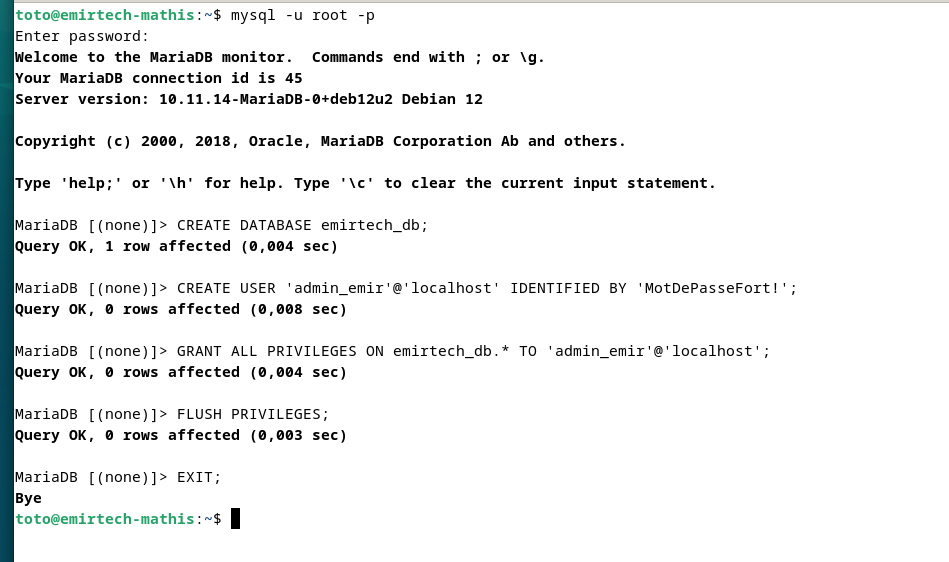 toto@emirtech-mathis:~$ mysql -u root -p
Enter password:
Welcome to the MariaDB monitor.  Commands end with ; or \g.
Your MariaDB connection id is 45
Server version: 10.11.14-MariaDB-0+deb12u2 Debian 12

Copyright (c) 2000, 2018, Oracle, MariaDB Corporation Ab and others.

Type 'help;' or '\h' for help. Type '\c' to clear the current input statement.

MariaDB [(none)]> CREATE DATABASE emirtech_db;
Query OK, 1 row affected (0,004 sec)

MariaDB [(none)]> CREATE USER 'admin_emir'@'localhost' IDENTIFIED BY 'MotDePasseFort!';
Query OK, 0 rows affected (0,008 sec)

MariaDB [(none)]> GRANT ALL PRIVILEGES ON emirtech_db.* TO 'admin_emir'@'localhost';
Query OK, 0 rows affected (0,004 sec)

MariaDB [(none)]> FLUSH PRIVILEGES;
Query OK, 0 rows affected (0,003 sec)

MariaDB [(none)]> EXIT;
Bye
toto@emirtech-mathis:~$